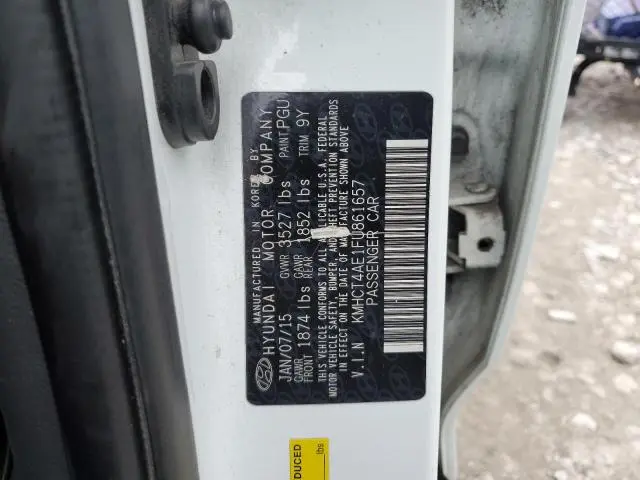 MANUFACTURED IN KOREA BY
HYUNDAI MOTOR COMPANY
JAN/07/15 GVWR 3527 lbs PAINT PGU
GAWR FRONT 1874 lbs GAWR REAR 1852 lbs TRIM 9Y
THIS VEHICLE CONFORMS TO ALL APPLICABLE U.S.A. FEDERAL
MOTOR VEHICLE SAFETY, BUMPER, AND THEFT PREVENTION STANDARDS
IN EFFECT ON THE DATE OF MANUFACTURE SHOWN ABOVE
V.I.N KMHCT4AE1FU861657
PASSENGER CAR
DUCED
lbs